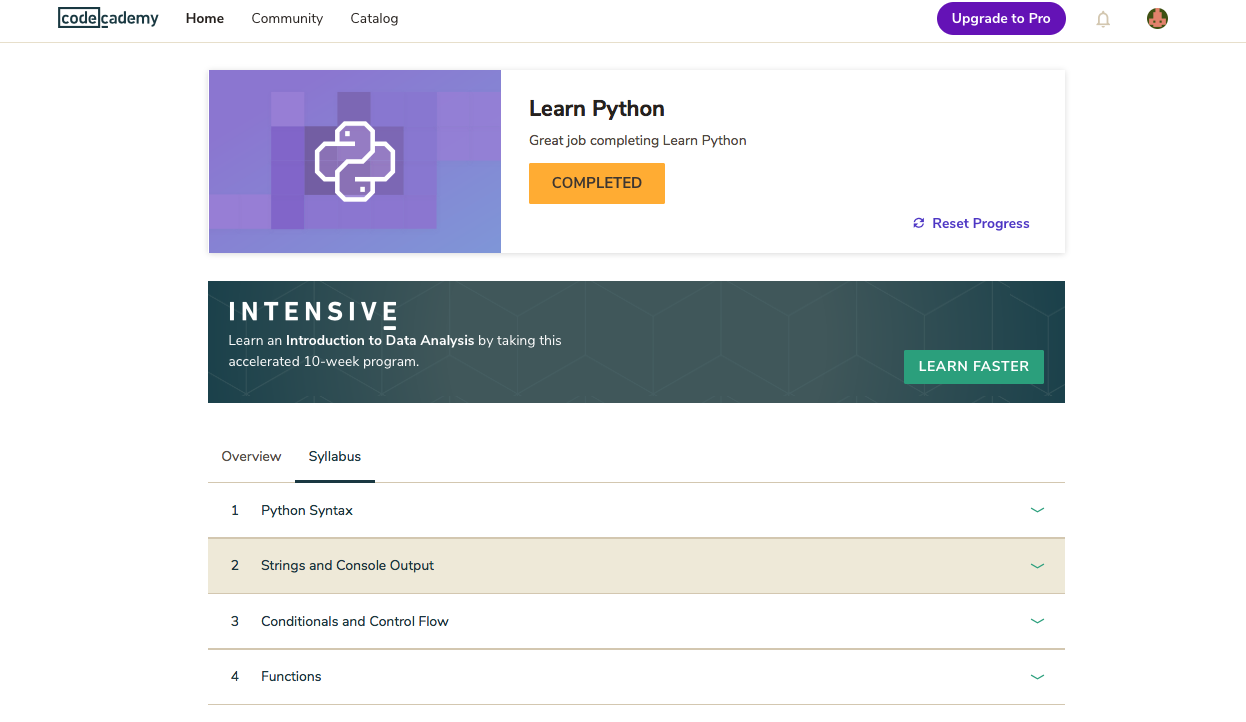 codecademy
Home
Community
Catalog
Upgrade to Pro
Learn Python
Great job completing Learn Python
COMPLETED
Reset Progress
INTENSIVE
Learn an Introduction to Data Analysis by taking this
accelerated 10-week program.
LEARN FASTER
Overview
Syllabus
1 Python Syntax
2 Strings and Console Output
3 Conditionals and Control Flow
4 Functions